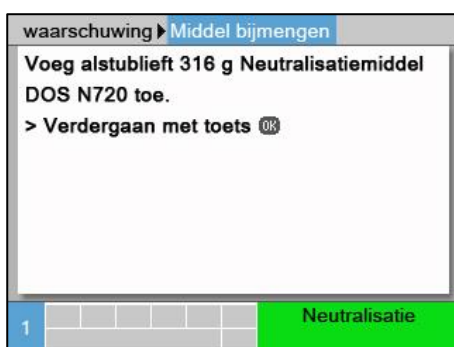 waarschuwing Middel bijmengen
Voeg alstublieft 316 g Neutralisatiemiddel
DOS N720 toe.
> Verdergaan met toets OK
1 Neutralisatie